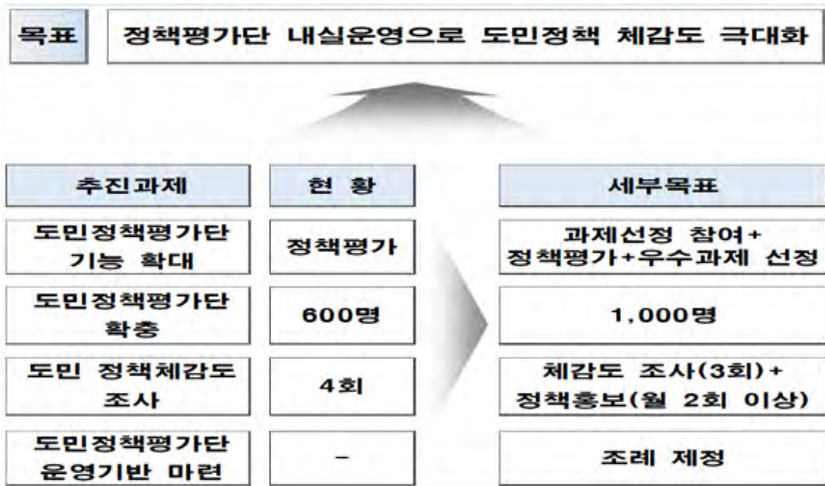 목표
정책평가단 내실운영으로 도민정책 체감도 극대화
추진과제
현 황
세부목표
도민정책평가단
기능 확대
정책평가
과제선정 참여+
정책평가+우수과제 선정
도민정책평가단
확충
600명
1,000명
도민 정책체감도
조사
4회
체감도 조사(3회)+
정책홍보(월 2회 이상)
도민정책평가단
운영기반 마련
-
조례 제정